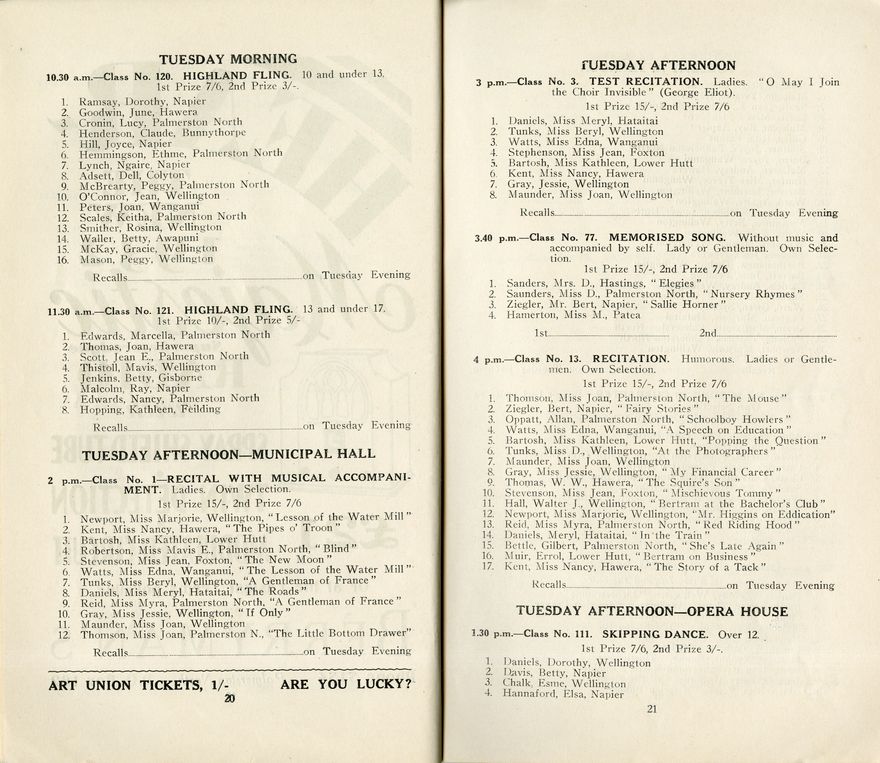 TUESDAY MORNING
10.30 a.m.—Class No. 120. HIGHLAND FLING. 10 and under 13.
1st Prize 7/6, 2nd Prize 3/-.
1. Ramsay, Dorothy, Napier
2. Goodwin, June, Hawera
3. Cronin, Lucy, Palmerston North
4. Henderson, Claude, Bunnythorpe
5. Hill, Joyce, Napier
6. Hemmingson, Ethme, Palmerston North
7. Lynch, Ngaire, Napier
8. Adsett, Dell, Colyton
9. McBrearty, Peggy, Palmerston North
10. O'Connor, Jean, Wellington
11. Peters, Joan, Wanganui
12. Scales, Keitha, Palmerston North
13. Smither, Rosina, Wellington
14. Waller, Betty, Awapuni
15. McKay, Gracie, Wellington
16. Mason, Peggy, Wellington
Recalls on Tuesday Evening
11.30 a.m.—Class No. 121. HIGHLAND FLING. 13 and under 17.
1st Prize 10/-, 2nd Prize 5/-
1. Edwards, Marcella, Palmerston North
2. Thomas, Joan, Hawera
3. Scott, Jean E., Palmerston North
4. Thistoll, Mavis, Wellington
5. Jenkins, Betty, Gisborne
6. Malcolm, Ray, Napier
7. Edwards, Nancy, Palmerston North
8. Hopping, Kathleen, Feilding
Recalls on Tuesday Evening
TUESDAY AFTERNOON—MUNICIPAL HALL
2 p.m.—Class No. 1—RECITAL WITH MUSICAL ACCOMPANI-
MENT. Ladies. Own Selection.
1st Prize 15/-, 2nd Prize 7/6
1. Newport, Miss Marjorie, Wellington, "Lesson of the Water Mill"
2. Kent, Miss Nancy, Hawera, "The Pipes o' Troon"
3. Bartosh, Miss Kathleen, Lower Hutt
4. Robertson, Miss Mavis E., Palmerston North, "Blind"
5. Stevenson, Miss Jean, Foxton, "The New Moon"
6. Watts, Miss Edna, Wanganui, "The Lesson of the Water Mill"
7. Tunks, Miss Beryl, Wellington, "A Gentleman of France"
8. Daniels, Miss Meryl, Hataitai, "The Roads"
9. Reid, Miss Myra, Palmerston North, "A Gentleman of France"
10. Gray, Miss Jessie, Wellington, "If Only"
11. Maunder, Miss Joan, Wellington
12. Thomson, Miss Joan, Palmerston N., "The Little Bottom Drawer"
Recalls on Tuesday Evening
ART UNION TICKETS, 1/- ARE YOU LUCKY?
20
TUESDAY AFTERNOON
3 p.m.—Class No. 3. TEST RECITATION. Ladies. "O May I Join
the Choir Invisible" (George Eliot).
1st Prize 15/-, 2nd Prize 7/6
1. Daniels, Miss Meryl, Hataitai
2. Tunks, Miss Beryl, Wellington
3. Watts, Miss Edna, Wanganui
4. Stephenson, Miss Jean, Foxton
5. Bartosh, Miss Kathleen, Lower Hutt
6. Kent, Miss Nancy, Hawera
7. Gray, Jessie, Wellington
8. Maunder, Miss Joan, Wellington
Recalls on Tuesday Evening
3.40 p.m.—Class No. 77. MEMORISED SONG. Without music and
accompanied by self. Lady or Gentleman. Own Selec-
tion.
1st Prize 15/-, 2nd Prize 7/6
1. Sanders, Mrs. D., Hastings, "Elegies"
2. Saunders, Miss D., Palmerston North, "Nursery Rhymes"
3. Ziegler, Mr. Bert, Napier, "Sallie Horner"
4. Hamerton, Miss M., Patea
1st 2nd
4 p.m.—Class No. 13. RECITATION. Humorous. Ladies or Gentle-
men. Own Selection.
1st Prize 15/-, 2nd Prize 7/6
1. Thomson, Miss Joan, Palmerston North, "The Mouse"
2. Ziegler, Bert, Napier, "Fairy Stories"
3. Oppatt, Allan, Palmerston North, "Schoolboy Howlers"
4. Watts, Miss Edna, Wanganui, "A Speech on Education"
5. Bartosh, Miss Kathleen, Lower Hutt, "Popping the Question"
6. Tunks, Miss D., Wellington, "At the Photographers"
7. Maunder, Miss Joan, Wellington
8. Gray, Miss Jessie, Wellington, "My Financial Career"
9. Thomas, W. W., Hawera, "The Squire's Son"
10. Stevenson, Miss Jean, Foxton, "Mischievous Tommy"
11. Hall, Walter J., Wellington, "Bertram at the Bachelor's Club"
12. Newport, Miss Marjorie, Wellington, "Mr. Higgins on Eddication"
13. Reid, Miss Myra, Palmerston North, "Red Riding Hood"
14. Daniels, Meryl, Hataitai, "In the Train"
15. Bettle, Gilbert, Palmerston North, "She's Late Again"
16. Muir, Errol, Lower Hutt, "Bertram on Business"
17. Kent, Miss Nancy, Hawera, "The Story of a Tack"
Recalls on Tuesday Evening
TUESDAY AFTERNOON—OPERA HOUSE
1.30 p.m.—Class No. 111. SKIPPING DANCE. Over 12.
1st Prize 7/6, 2nd Prize 3/-.
1. Daniels, Dorothy, Wellington
2. Davis, Betty, Napier
3. Chalk, Esme, Wellington
4. Hannaford, Elsa, Napier
21